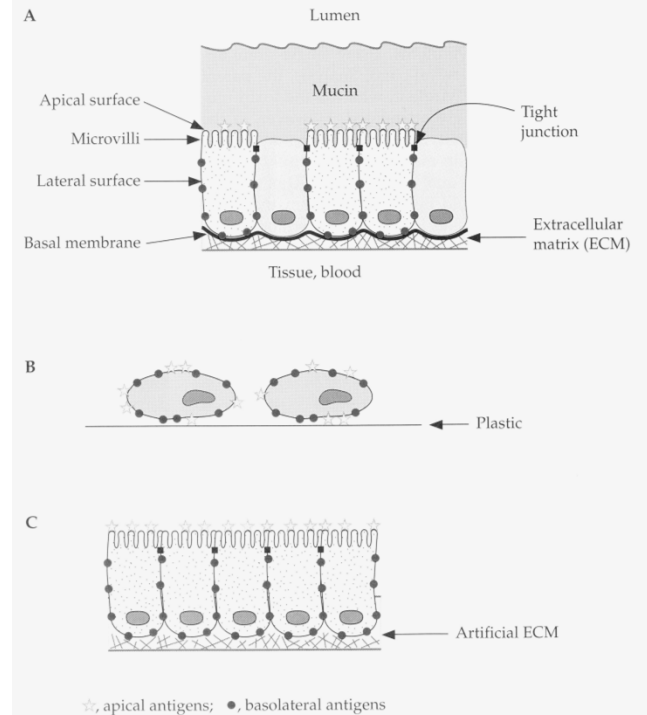 A
Lumen
Mucin
Apical surface
Microvilli
Lateral surface
Basal membrane
Tight
junction
Extracellular
matrix (ECM)
Tissue, blood
B
Plastic
C
Artificial ECM
☆, apical antigens; ●, basolateral antigens